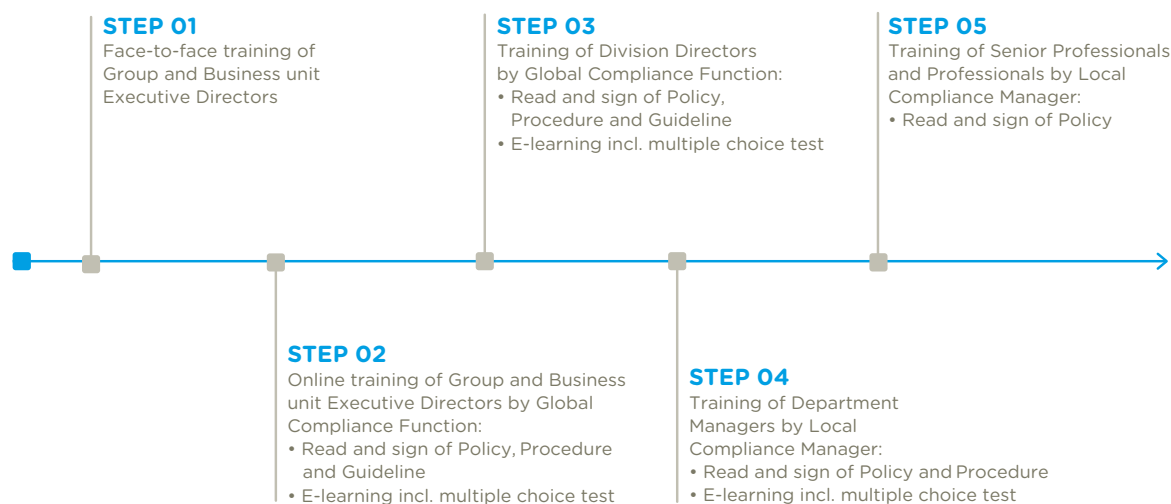 STEP 01
Face-to-face training of
Group and Business unit
Executive Directors
STEP 02
Online training of Group and Business
unit Executive Directors by Global
Compliance Function:
• Read and sign of Policy, Procedure
and Guideline
• E-learning incl. multiple choice test
STEP 03
Training of Division Directors
by Global Compliance Function:
• Read and sign of Policy,
Procedure and Guideline
• E-learning incl. multiple choice test
STEP 04
Training of Department
Managers by Local
Compliance Manager:
• Read and sign of Policy and Procedure
• E-learning incl. multiple choice test
STEP 05
Training of Senior Professionals
and Professionals by Local
Compliance Manager:
• Read and sign of Policy